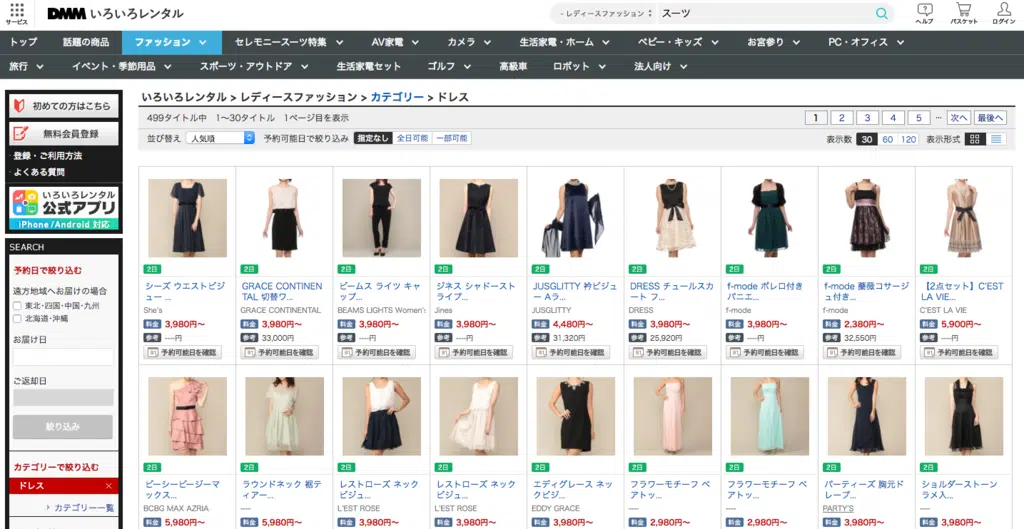 DMM いろいろレンタル
サービス
- レディースファッション
スーツ
ヘルプ
バスケット
ログイン
トップ 話題の商品 ファッション セレモニースーツ特集 AV家電 カメラ 生活家電・ホーム ベビー・キッズ お宮参り PC・オフィス
旅行 イベント・季節用品 スポーツ・アウトドア 生活家電セット ゴルフ 高級車 ロボット 法人向け
初めての方はこちら
無料会員登録
・登録・ご利用方法
・よくある質問
いろいろレンタル
公式アプリ
iPhone/Android 対応
SEARCH
予約日で絞り込む
遠方地域へお届けの場合
東北・四国・中国・九州
北海道・沖縄
お届け日
ご返却日
絞り込み
カテゴリーで絞り込む
ドレス ×
› カテゴリー一覧
いろいろレンタル > レディースファッション > カテゴリー > ドレス
499タイトル中 1〜30タイトル 1ページ目を表示
1 2 3 4 5 … 次へ 最後へ
並び替え 人気順 予約可能日で絞り込み 指定なし 全日可能 一部可能
表示数 30 60 120 表示形式
2日 2日 2日 2日 2日 2日 2日 2日 2日
シーズ ウエストビジュー ...
She's
料金 3,980円〜
参考 ----円
予約可能日を確認
GRACE CONTINENTAL 切替ワ...
GRACE CONTINENTAL
料金 3,980円〜
参考 33,000円
予約可能日を確認
ビームス ライツ キャップ...
BEAMS LIGHTS Women's
料金 3,980円〜
参考 ----円
予約可能日を確認
ジネス シャドーストライプ...
Jines
料金 3,980円〜
参考 ----円
予約可能日を確認
JUSGLITTY 衿ビジュー Aラ...
JUSGLITTY
料金 4,480円〜
参考 31,320円
予約可能日を確認
DRESS チュールスカート フ...
DRESS
料金 3,980円〜
参考 25,920円
予約可能日を確認
f-mode ボレロ付き パニエ...
f-mode
料金 3,980円〜
参考 ----円
予約可能日を確認
f-mode 薔薇コサージュ付き...
f-mode
料金 2,380円〜
参考 32,550円
予約可能日を確認
【2点セット】C'EST LA VIE...
C'EST LA VIE
料金 5,900円〜
参考 ----円
予約可能日を確認
2日 2日 2日 2日 2日 2日 2日 2日 2日
ビーシービージーマックス...
BCBG MAX AZRIA
料金 5,980円〜
ラウンドネック 裾ティアー...
----
料金 5,980円〜
レストローズ ネックビジュ...
L'EST ROSE
料金 3,980円〜
レストローズ ネックビジュ...
L'EST ROSE
料金 3,980円〜
エディグレース ネックビジ...
EDDY GRACE
料金 3,980円〜
フラワーモチーフ ベアトッ...
----
料金 2,980円〜
フラワーモチーフ ベアトッ...
----
料金 2,980円〜
パーティーズ 胸元ドレープ...
PARTY'S
料金 3,980円〜
ショルダーストーン ラメ入...
----
料金 3,980円〜